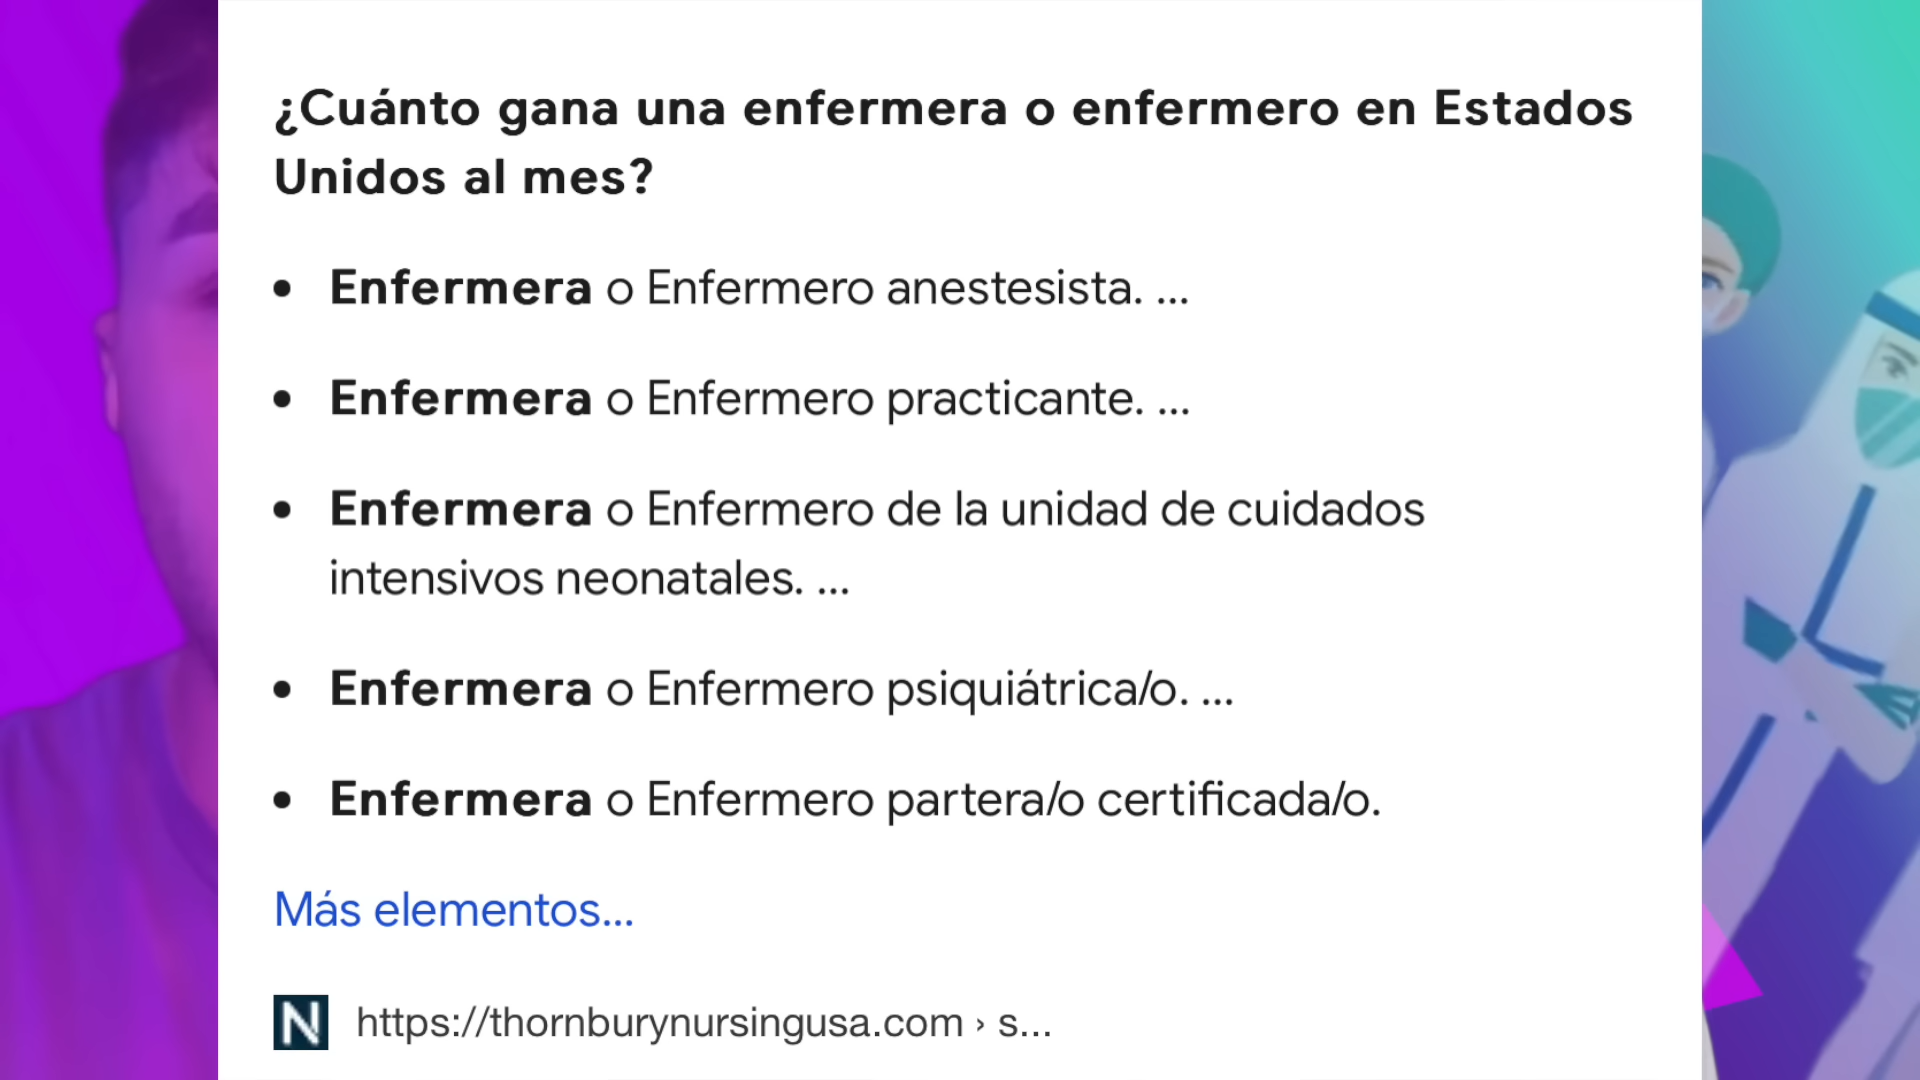 ¿Cuánto gana una enfermera o enfermero en Estados
Unidos al mes?
• Enfermera o Enfermero anestesista. ...
• Enfermera o Enfermero practicante. ...
• Enfermera o Enfermero de la unidad de cuidados
intensivos neonatales. ...
• Enfermera o Enfermero psiquiátrica/o. ...
• Enfermera o Enfermero partera/o certificada/o.
Más elementos...
N https://thornburynursingusa.com › s...